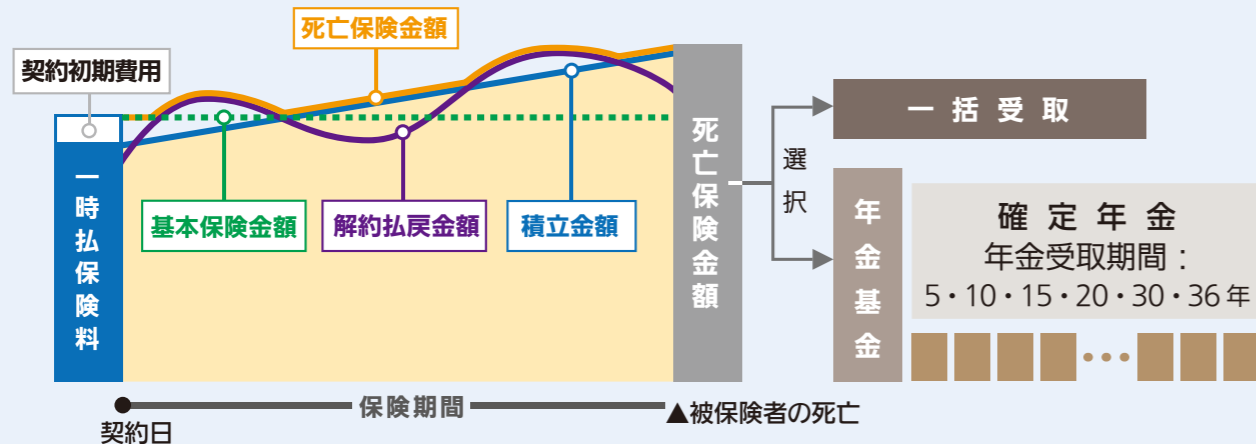 死亡保険金額
契約初期費用
一時払保険料
基本保険金額
解約払戻金額
積立金額
死亡保険金額
選択
一括受取
年金基金
確定年金
年金受取期間：
5・10・15・20・30・36年
…
保険期間
契約日
▲被保険者の死亡